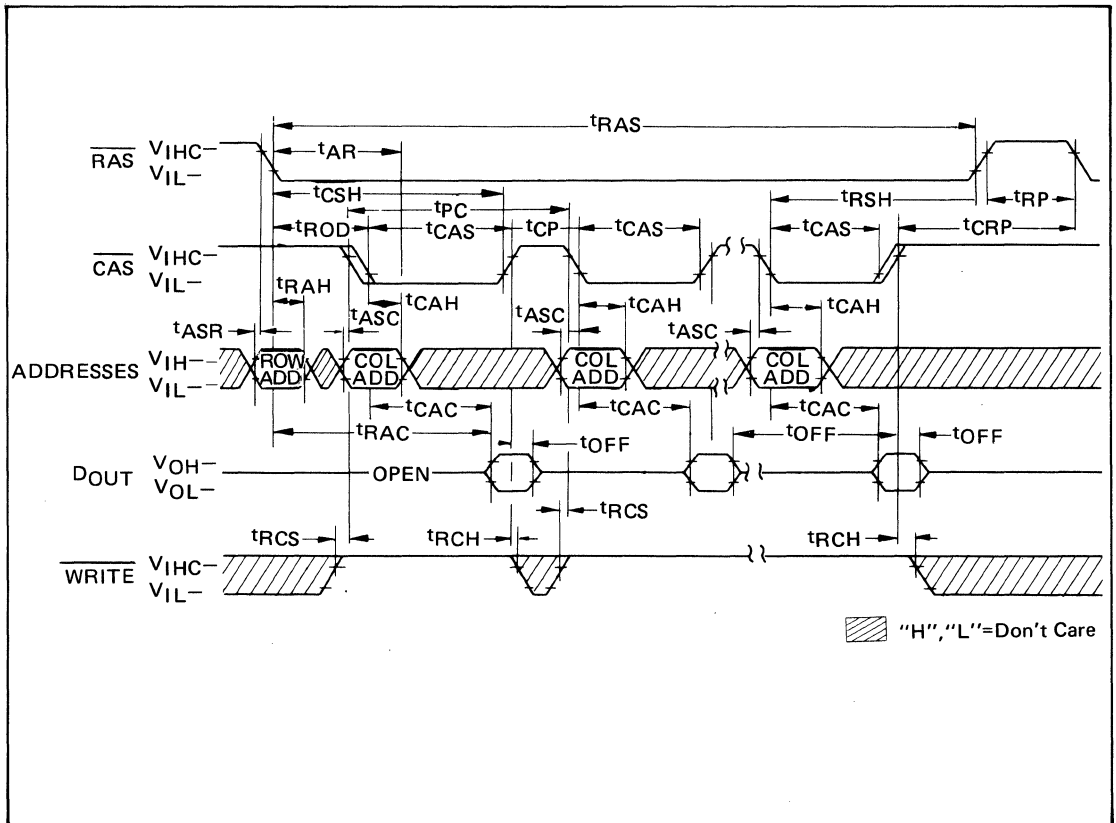 tRAS
RAS VIHC–
VIL–
tAR
tCSH
tRSH
tRP
tPC
tROD
tCAS
tCP
tCAS
tCAS
tCRP
CAS VIHC–
VIL–
tRAH
tCAH
tCAH
tCAH
tASR
tASC
tASC
ADDRESSES VIH–
VIL–
ROW ADD
COL ADD
COL ADD
COL ADD
tCAC
tCAC
tCAC
tRAC
tOFF
tOFF
tOFF
DOUT VOH–
VOL–
OPEN
tRCS
tRCS
tRCH
tRCH
WRITE VIHC–
VIL–
"H","L"=Don't Care